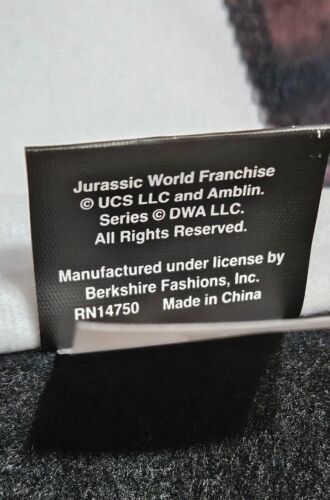 Jurassic World Franchise
© UCS LLC and Amblin.
Series © DWA LLC.
All Rights Reserved.
Manufactured under license by
Berkshire Fashions, Inc.
RN14750 Made in China